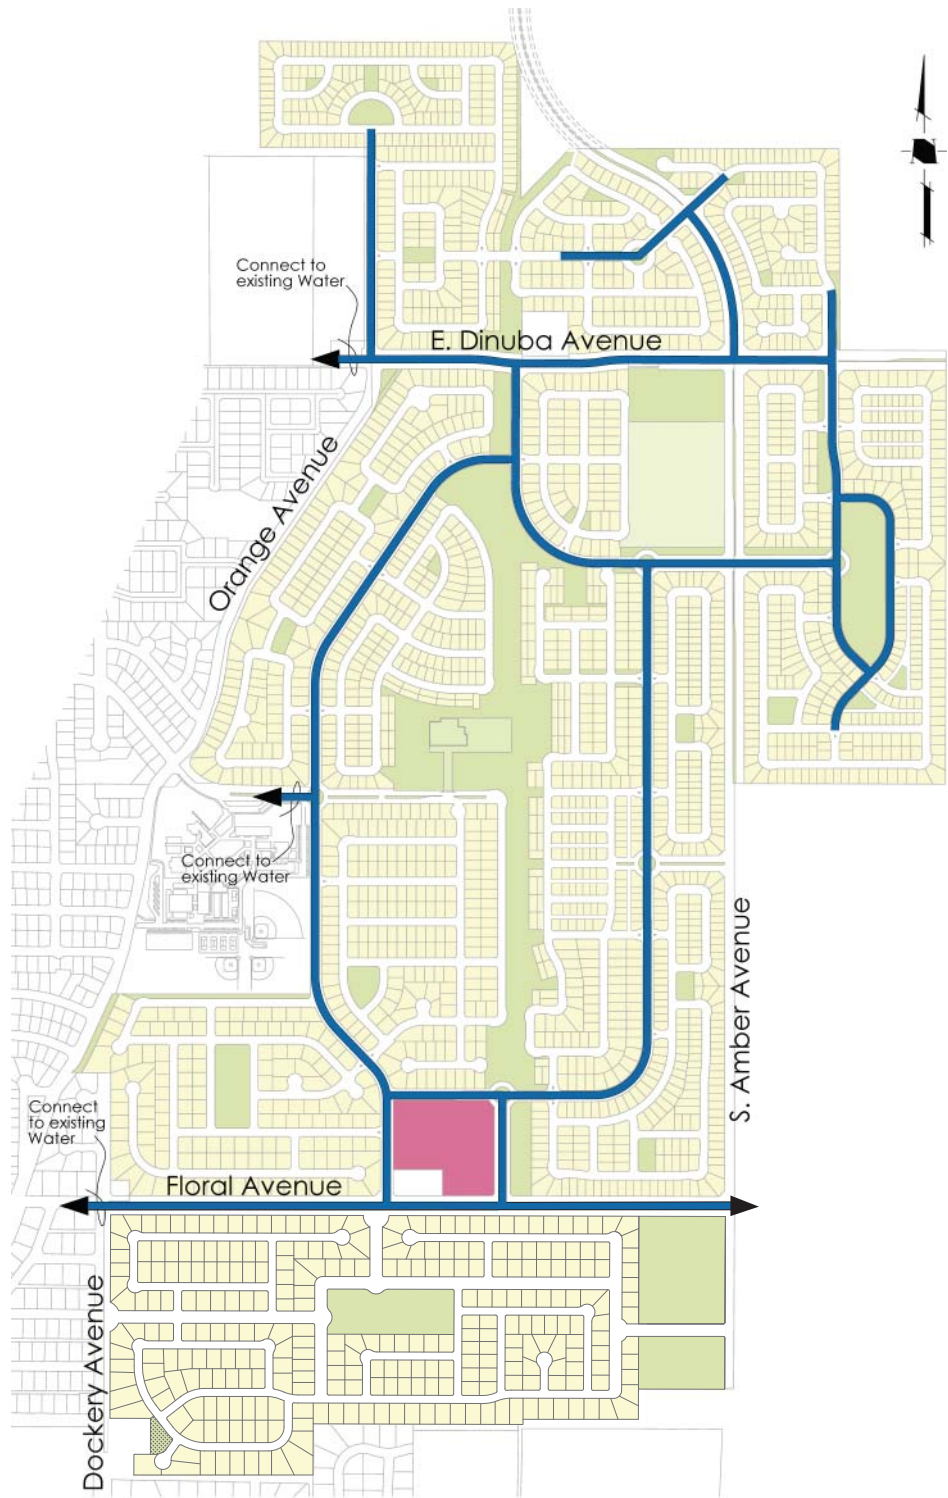 Connect to
existing Water
E. Dinuba Avenue
Orange Avenue
Connect to
existing Water
S. Amber Avenue
Connect
to existing
Water
Floral Avenue
Dockery Avenue